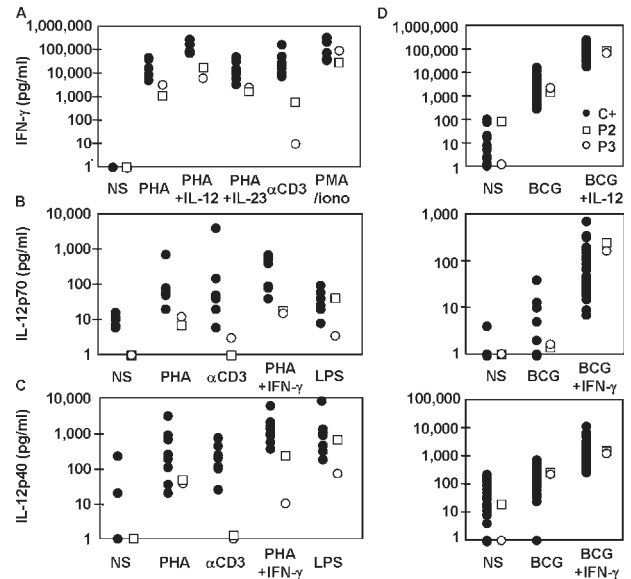 A
IFN-γ (pg/ml)
1,000,000
100,000
10,000
1,000
100
10
1
NS
PHA
PHA
+IL-12
PHA
+IL-23
αCD3
PMA
/iono
B
IL-12p70 (pg/ml)
10,000
1,000
100
10
1
NS
PHA
αCD3
PHA
+IFN-γ
LPS
C
IL-12p40 (pg/ml)
10,000
1,000
100
10
1
NS
PHA
αCD3
PHA
+IFN-γ
LPS
D
1,000,000
100,000
10,000
1,000
100
10
1
C+
P2
P3
NS
BCG
BCG
+IL-12
1,000
100
10
1
NS
BCG
BCG
+IFN-γ
100,000
10,000
1,000
100
10
1
NS
BCG
BCG
+IFN-γ